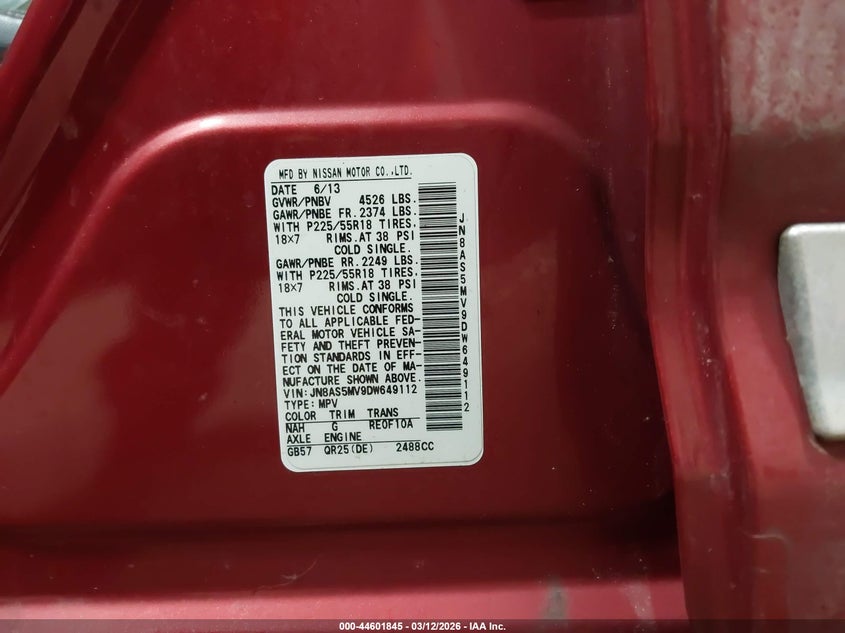 MFD BY NISSAN MOTOR CO.,LTD.
DATE 6/13
GVWR/PNBV 4526 LBS.
GAWR/PNBE FR. 2374 LBS.
WITH P225/55R18 TIRES,
18X7 RIMS.AT 38 PSI
COLD SINGLE.
GAWR/PNBE RR. 2249 LBS.
WITH P225/55R18 TIRES,
18X7 RIMS.AT 38 PSI
COLD SINGLE.
THIS VEHICLE CONFORMS
TO ALL APPLICABLE FED-
ERAL MOTOR VEHICLE SA-
FETY AND THEFT PREVEN-
TION STANDARDS IN EFF-
ECT ON THE DATE OF MA-
NUFACTURE SHOWN ABOVE.
VIN: JN8AS5MV9DW649112
TYPE: MPV
COLOR TRIM TRANS
NAH G RE0F10A
AXLE ENGINE
GB57 QR25(DE) 2488CC
JN8AS5MV9DW649112
000-44601845 - 03/12/2026 - IAA Inc.